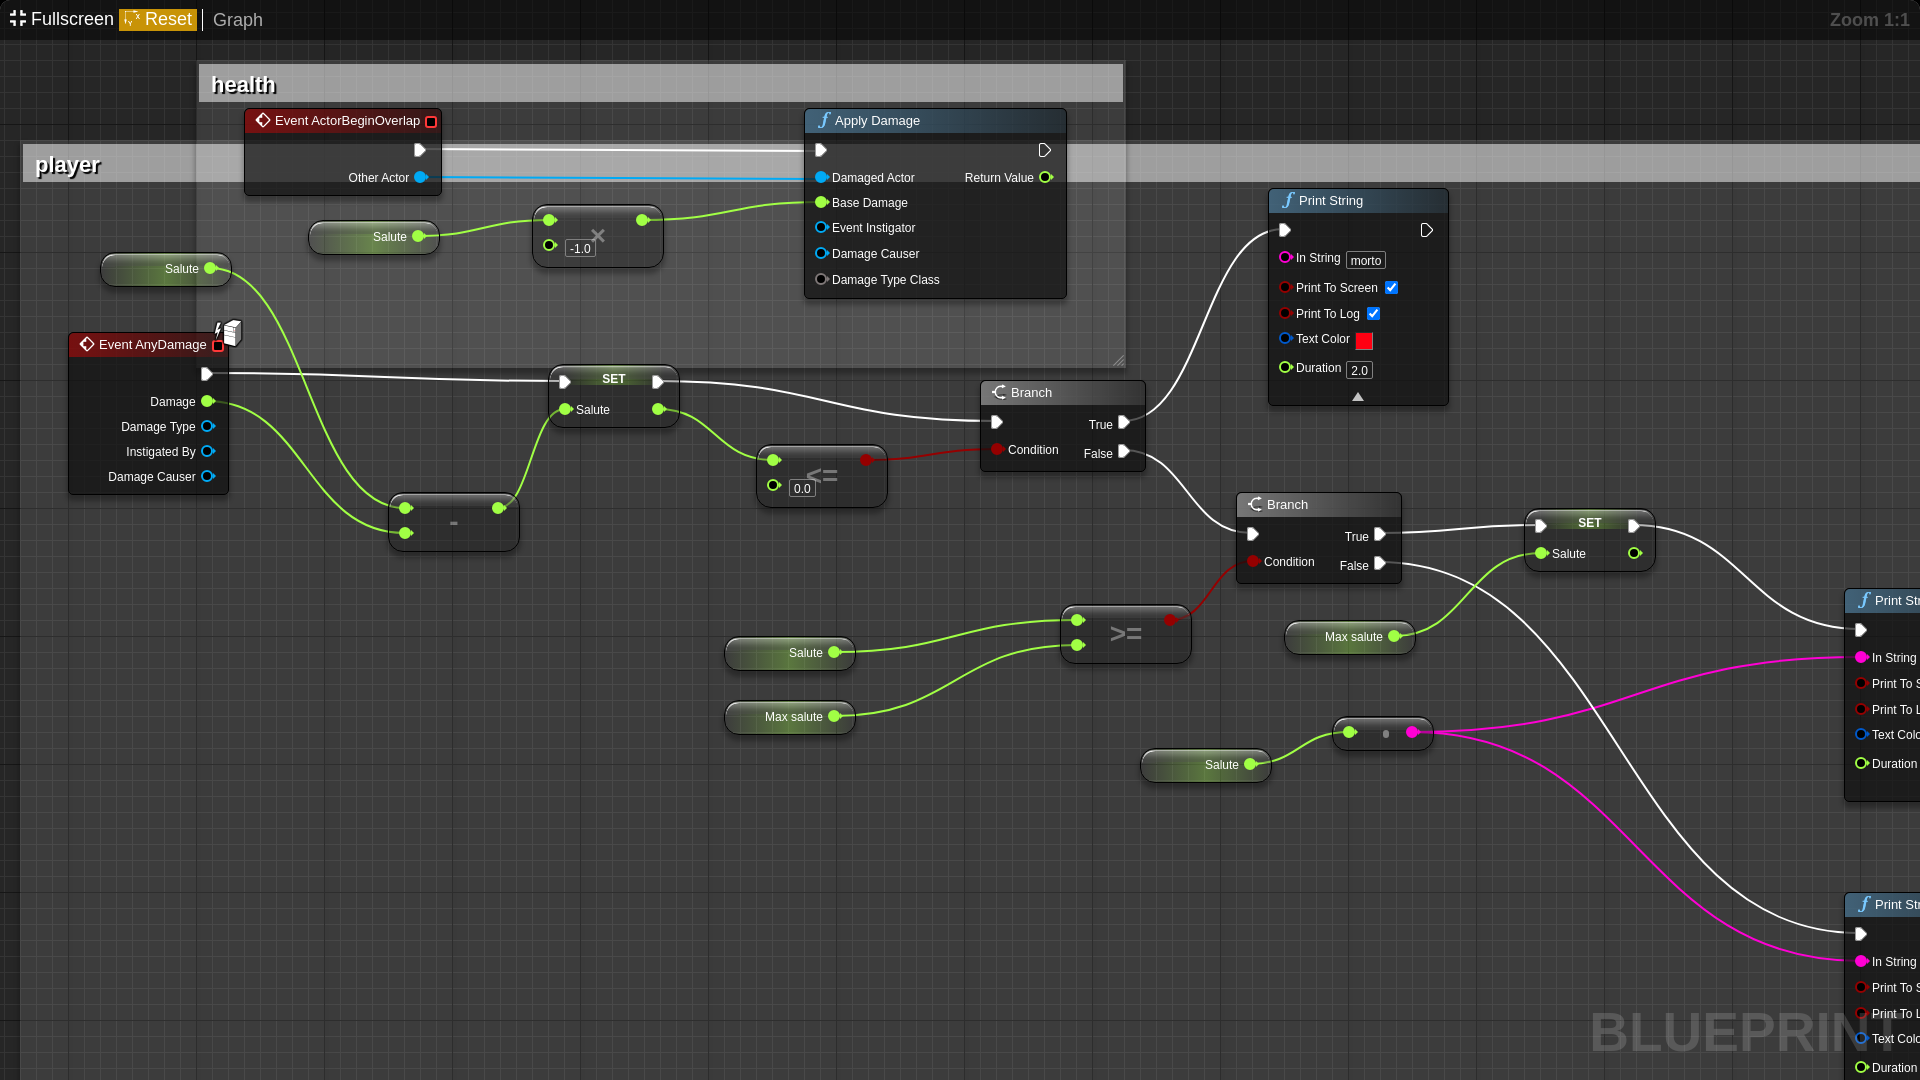 Fullscreen Reset Graph Zoom 1:1
health
Event ActorBeginOverlap
Other Actor
Apply Damage
Damaged Actor Return Value
Base Damage
Event Instigator
Damage Causer
Damage Type Class
player
Salute
-1.0
Salute
Print String
In String morto
Print To Screen
Print To Log
Text Color
Duration 2.0
Event AnyDamage
Damage
Damage Type
Instigated By
Damage Causer
-
SET
Salute
<=
0.0
Branch
True
Condition
False
Branch
True
Condition
False
SET
Salute
>=
Salute
Max salute
Max salute
Salute
Print Str
In String
Print To S
Print To L
Text Colo
Duration
Print Str
In String
Print To S
Print To L
Text Colo
Duration
BLUEPRINT